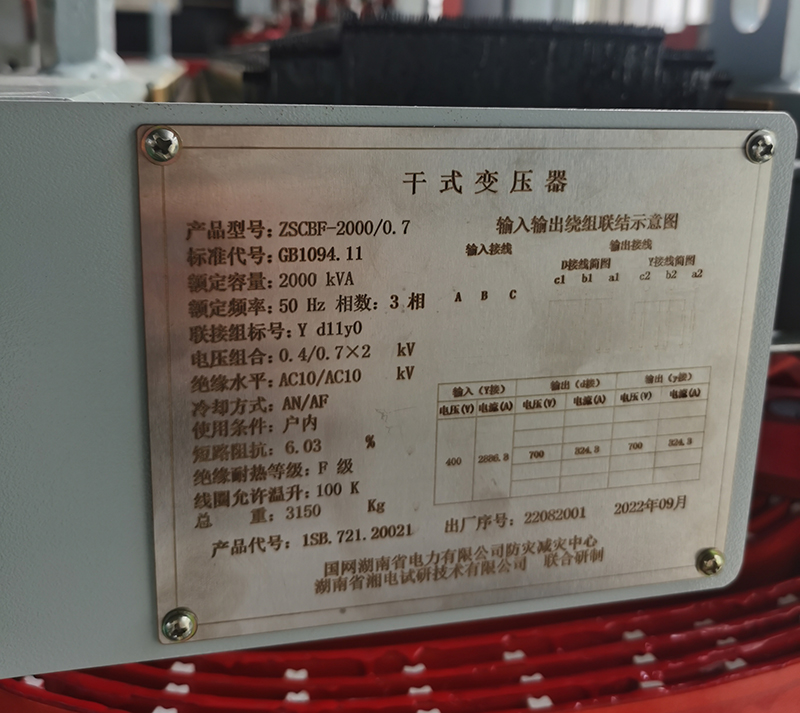 干式变压器
产品型号：ZSCBF-2000/0.7
标准代号：GB1094.11
额定容量：2000 kVA
额定频率：50 Hz 相数：3 相
联接组标号：Y d11y0
电压组合：0.4/0.7×2 kV
绝缘水平：AC10/AC10 kV
冷却方式：AN/AF
使用条件：户内
短路阻抗：6.03 %
绝缘耐热等级：F 级
线圈允许温升：100 K
总 重：3150 Kg
产品代号：1SB.721.20021
输入输出绕组联结示意图
输入接线 输出接线
D接线简图 Y接线简图
c1 b1 a1 c2 b2 a2
A B C
输入（Y接） 输出（d接） 输出（y接）
电压(V) 电流(A) 电压(V) 电流(A) 电压(V) 电流(A)
400 2886.8 700 824.8 700 824.8
出厂序号：22082001 2022年09月
国网湖南省电力有限公司防灾减灾中心
湖南省湘电试研技术有限公司 联合研制